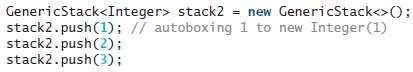 GenericStack<Integer> stack2 = new GenericStack<>();
stack2.push(1); // autoboxing 1 to new Integer(1)
stack2.push(2);
stack2.push(3);